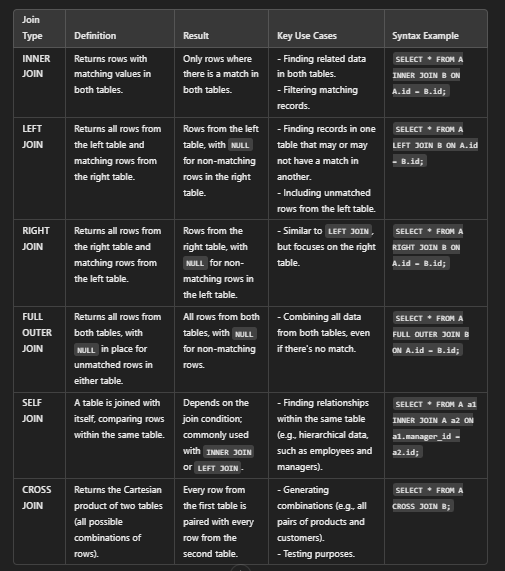 Join
Type
Definition
Result
Key Use Cases
Syntax Example
INNER
JOIN
Returns rows with
matching values in
both tables.
Only rows where
there is a match in
both tables.
- Finding related data
in both tables.
- Filtering matching
records.
SELECT * FROM A
INNER JOIN B ON
A.id = B.id;
LEFT
JOIN
Returns all rows from
the left table and
matching rows from
the right table.
Rows from the left
table, with NULL
for non-matching
rows in the right
table.
- Finding records in one
table that may or may
not have a match in
another.
- Including unmatched
rows from the left table.
SELECT * FROM A
LEFT JOIN B ON A.id
= B.id;
RIGHT
JOIN
Returns all rows from
the right table and
matching rows from
the left table.
Rows from the
right table, with
NULL for non-
matching rows in
the left table.
- Similar to LEFT JOIN,
but focuses on the right
table.
SELECT * FROM A
RIGHT JOIN B ON
A.id = B.id;
FULL
OUTER
JOIN
Returns all rows from
both tables, with
NULL in place for
unmatched rows in
either table.
All rows from both
tables, with NULL
for non-matching
rows.
- Combining all data
from both tables, even
if there's no match.
SELECT * FROM A
FULL OUTER JOIN B
ON A.id = B.id;
SELF
JOIN
A table is joined with
itself, comparing rows
within the same table.
Depends on the
join condition;
commonly used
with INNER JOIN
or LEFT JOIN.
- Finding relationships
within the same table
(e.g., hierarchical data,
such as employees and
managers).
SELECT * FROM A a1
INNER JOIN A a2 ON
a1.manager_id =
a2.id;
CROSS
JOIN
Returns the Cartesian
product of two tables
(all possible
combinations of
rows).
Every row from
the first table is
paired with every
row from the
second table.
- Generating
combinations (e.g., all
pairs of products and
customers).
- Testing purposes.
SELECT * FROM A
CROSS JOIN B;